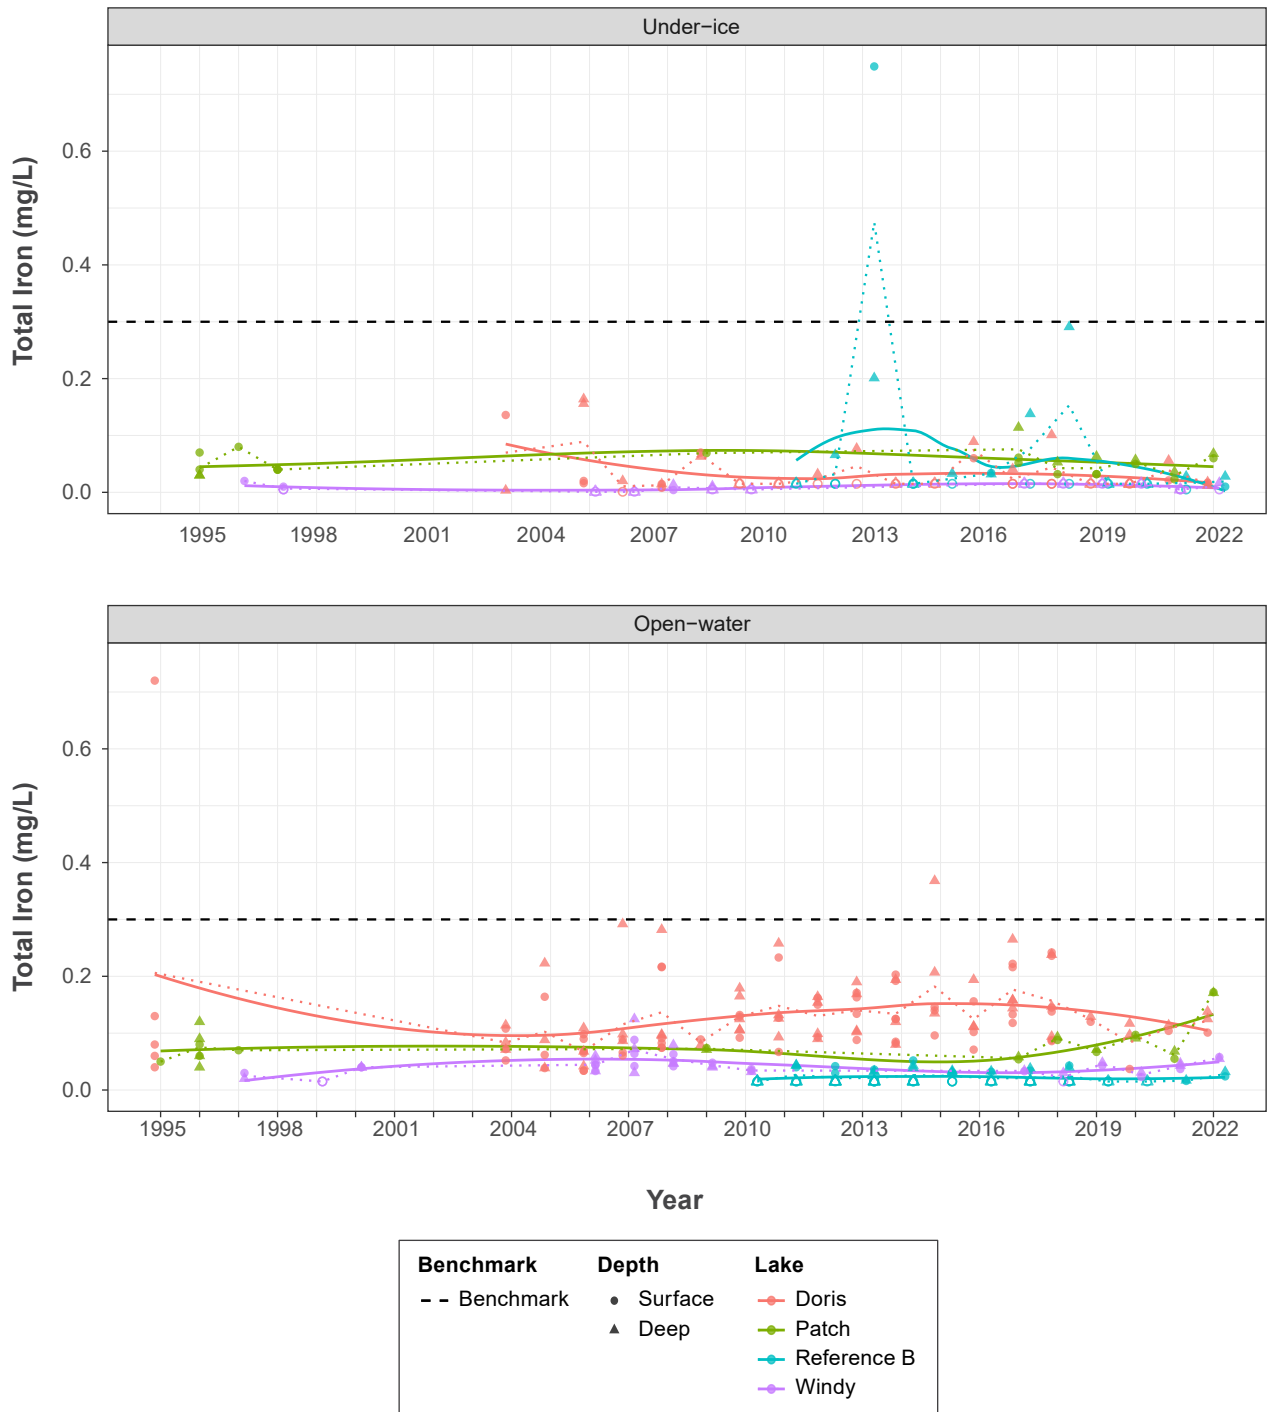 Under−ice
Total Iron (mg/L)
0.6
0.4
0.2
0.0
1995 1998 2001 2004 2007 2010 2013 2016 2019 2022
Open−water
Total Iron (mg/L)
0.6
0.4
0.2
0.0
1995 1998 2001 2004 2007 2010 2013 2016 2019 2022
Year
Benchmark Depth Lake
Benchmark Surface Doris
Deep Patch
Reference B
Windy